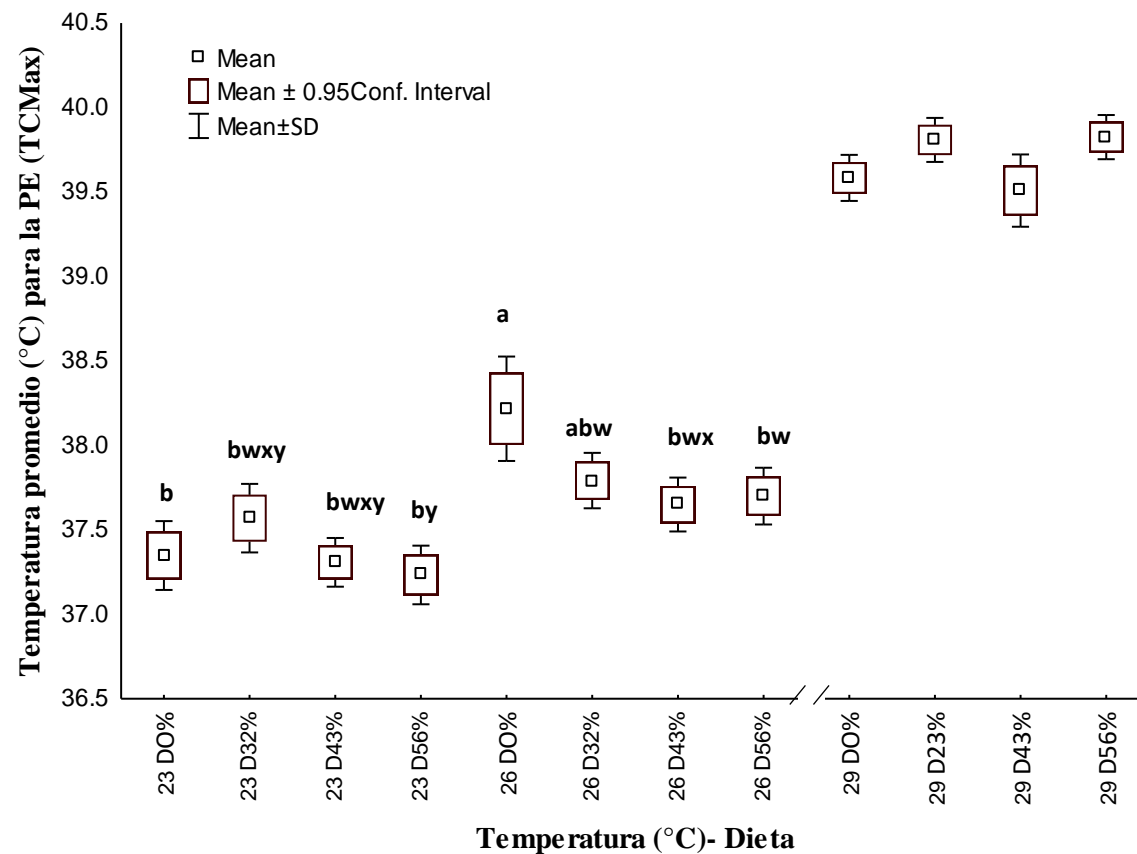 Temperatura promedio (°C) para la PE (TCMax)
40.5
40.0
39.5
39.0
38.5
38.0
37.5
37.0
36.5
Mean
Mean ± 0.95Conf. Interval
Mean±SD
b
bwxy
bwxy
by
a
abw
bwx
bw
23 DO%
23 D32%
23 D43%
23 D56%
26 DO%
26 D32%
26 D43%
26 D56%
29 DO%
29 D23%
29 D43%
29 D56%
Temperatura (°C)- Dieta